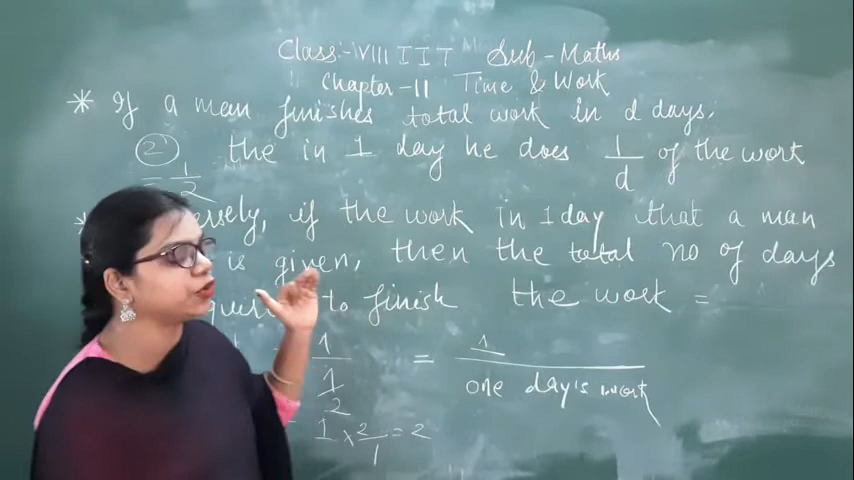 Class:-VIII IIT Sub-Maths
Chapter-11 Time & Work
* If a man finishes total work in d days.
2 the in 1 day he does 1/d of the work
= 1/2
if the work in 1 day that a man
is given, then the total no of days
to finish the work =
1 / 1/2 = 1 / one day's work
1 x 2/1 = 2